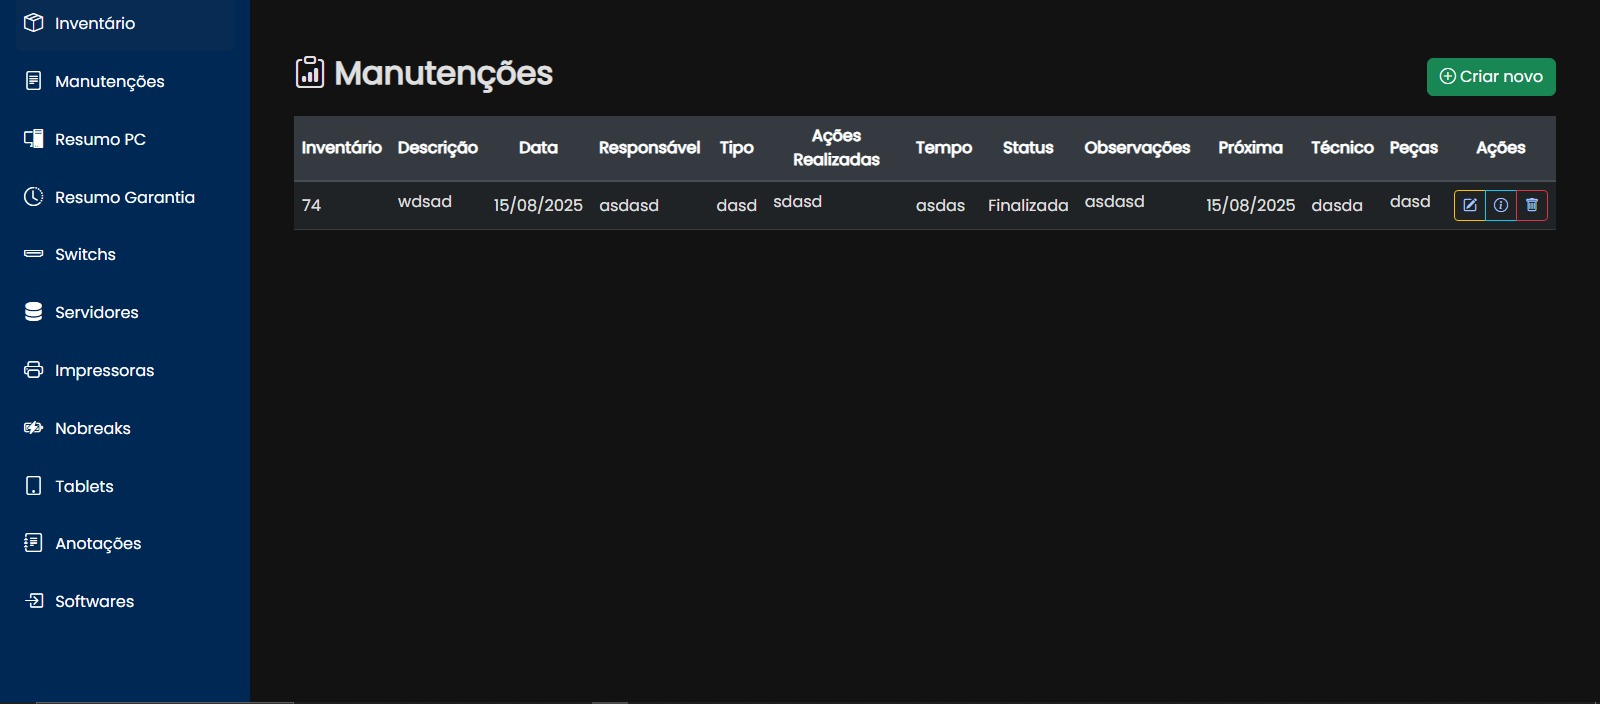 Inventário
Manutenções
Resumo PC
Resumo Garantia
Switchs
Servidores
Impressoras
Nobreaks
Tablets
Anotações
Softwares
Manutenções
Criar novo
Inventário Descrição Data Responsável Tipo Ações Realizadas Tempo Status Observações Próxima Técnico Peças Ações
74 wdsad 15/08/2025 asdasd dasd sdasd asdas Finalizada asdasd 15/08/2025 dasda dasd